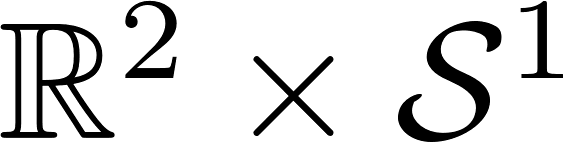 ℝ² × 𝒮¹